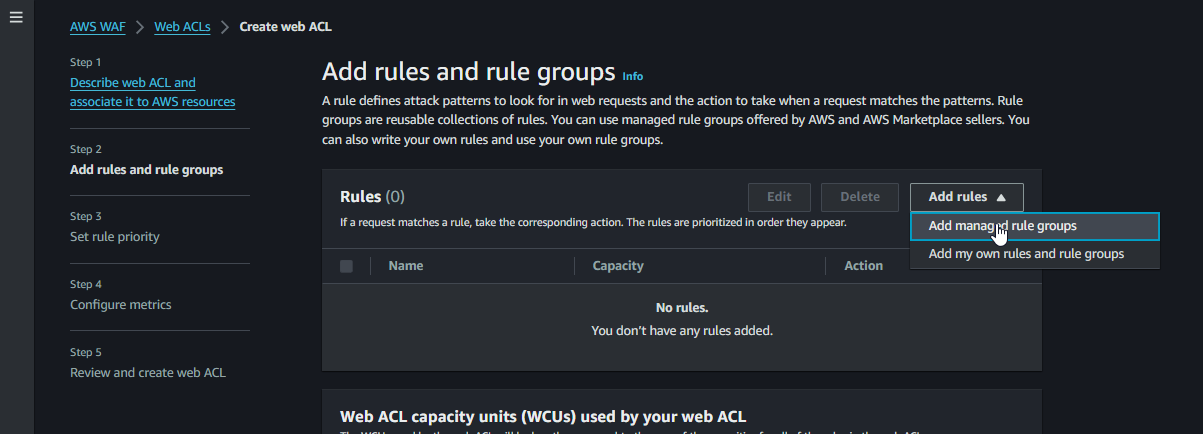 AWS WAF > Web ACLs > Create web ACL
Step 1
Describe web ACL and
associate it to AWS resources
Step 2
Add rules and rule groups
Step 3
Set rule priority
Step 4
Configure metrics
Step 5
Review and create web ACL
Add rules and rule groups Info
A rule defines attack patterns to look for in web requests and the action to take when a request matches the patterns. Rule
groups are reusable collections of rules. You can use managed rule groups offered by AWS and AWS Marketplace sellers. You
can also write your own rules and use your own rule groups.
Rules (0)
Edit
Delete
Add rules
If a request matches a rule, take the corresponding action. The rules are prioritized in order they appear.
Add managed rule groups
Add my own rules and rule groups
Name
Capacity
Action
No rules.
You don't have any rules added.
Web ACL capacity units (WCUs) used by your web ACL